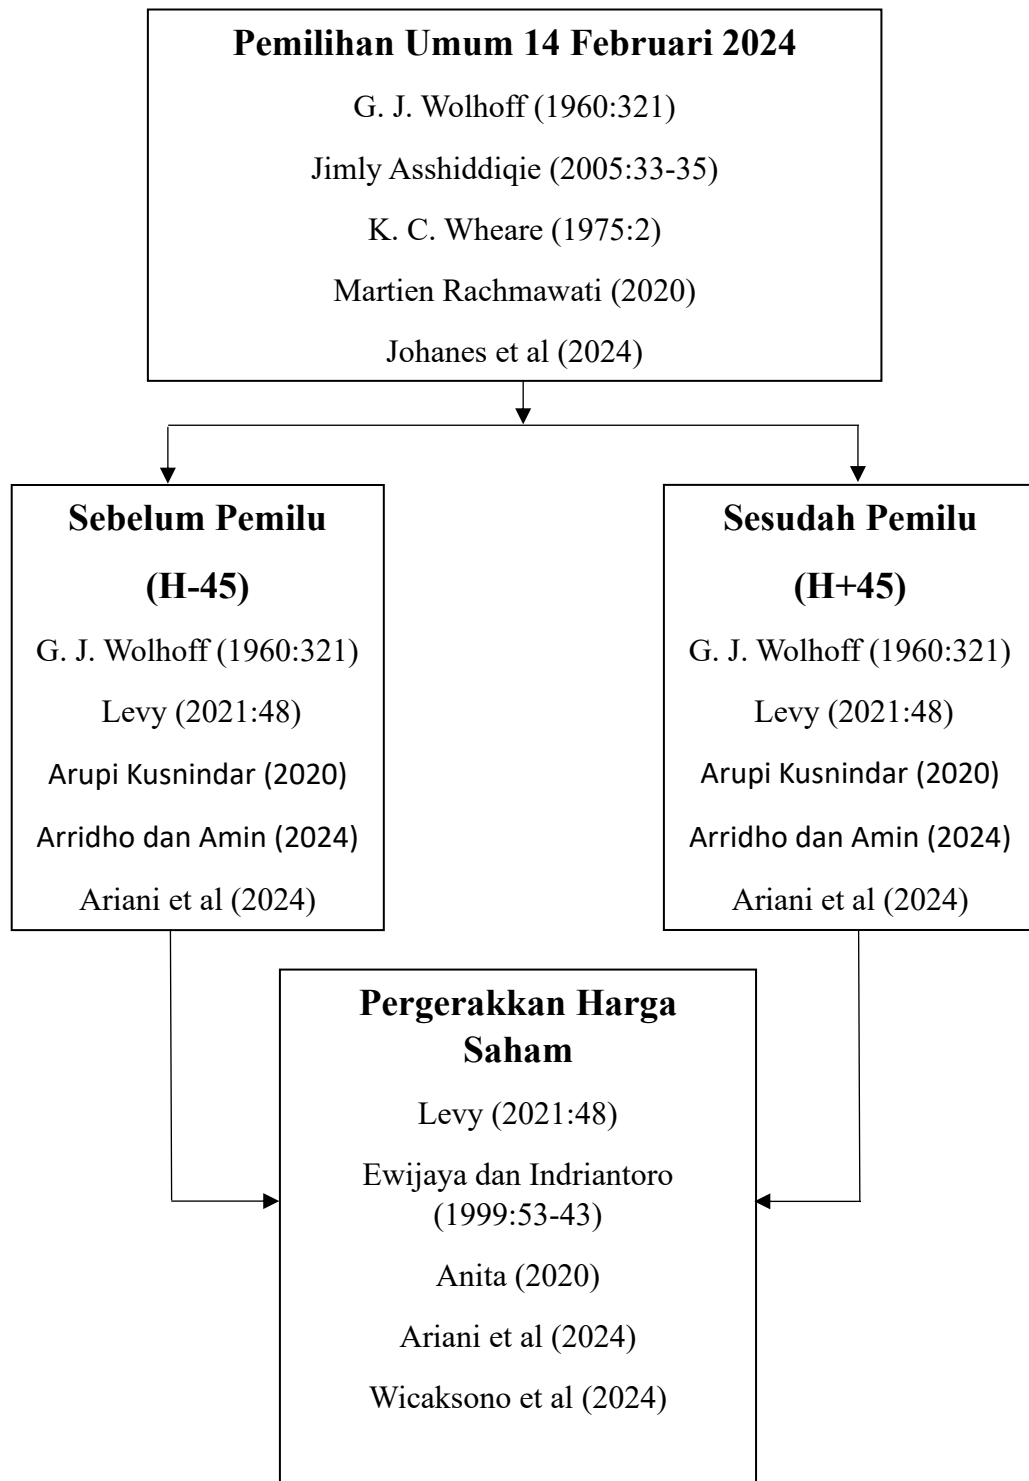 Pemilihan Umum 14 Februari 2024
G. J. Wolhoff (1960:321)
Jimly Asshiddiqie (2005:33-35)
K. C. Wheare (1975:2)
Martien Rachmawati (2020)
Johanes et al (2024)
Sebelum Pemilu
(H-45)
G. J. Wolhoff (1960:321)
Levy (2021:48)
Arupi Kusnindar (2020)
Arridho dan Amin (2024)
Ariani et al (2024)
Sesudah Pemilu
(H+45)
G. J. Wolhoff (1960:321)
Levy (2021:48)
Arupi Kusnindar (2020)
Arridho dan Amin (2024)
Ariani et al (2024)
Pergerakkan Harga
Saham
Levy (2021:48)
Ewijaya dan Indriantoro
(1999:53-43)
Anita (2020)
Ariani et al (2024)
Wicaksono et al (2024)